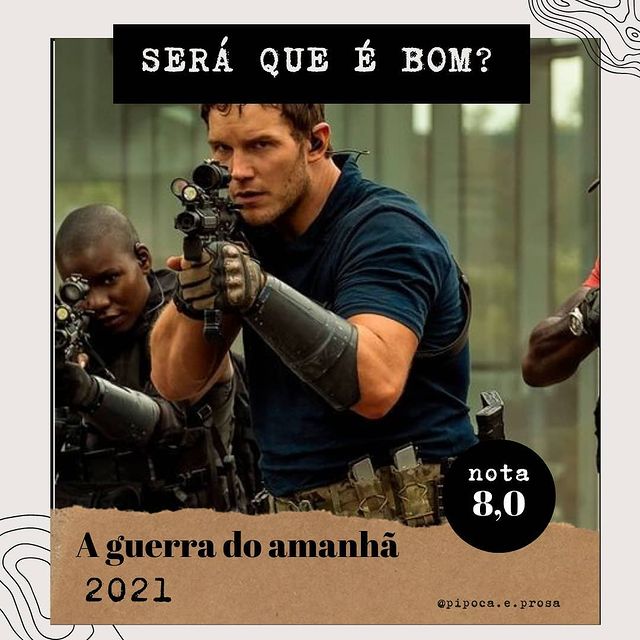 SERÁ QUE É BOM?
nota
8,0
A guerra do amanhã
2021
@pipoca.e.prosa